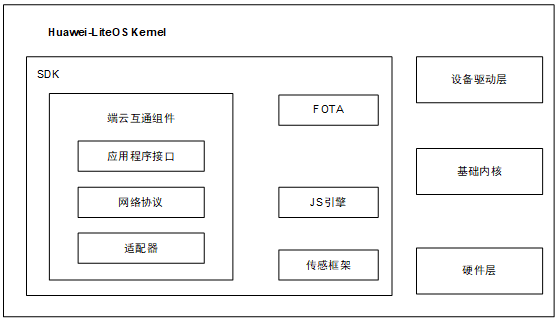 Huawei-LiteOS Kernel
SDK
端云互通组件
应用程序接口
网络协议
适配器
FOTA
JS引擎
传感框架
设备驱动层
基础内核
硬件层